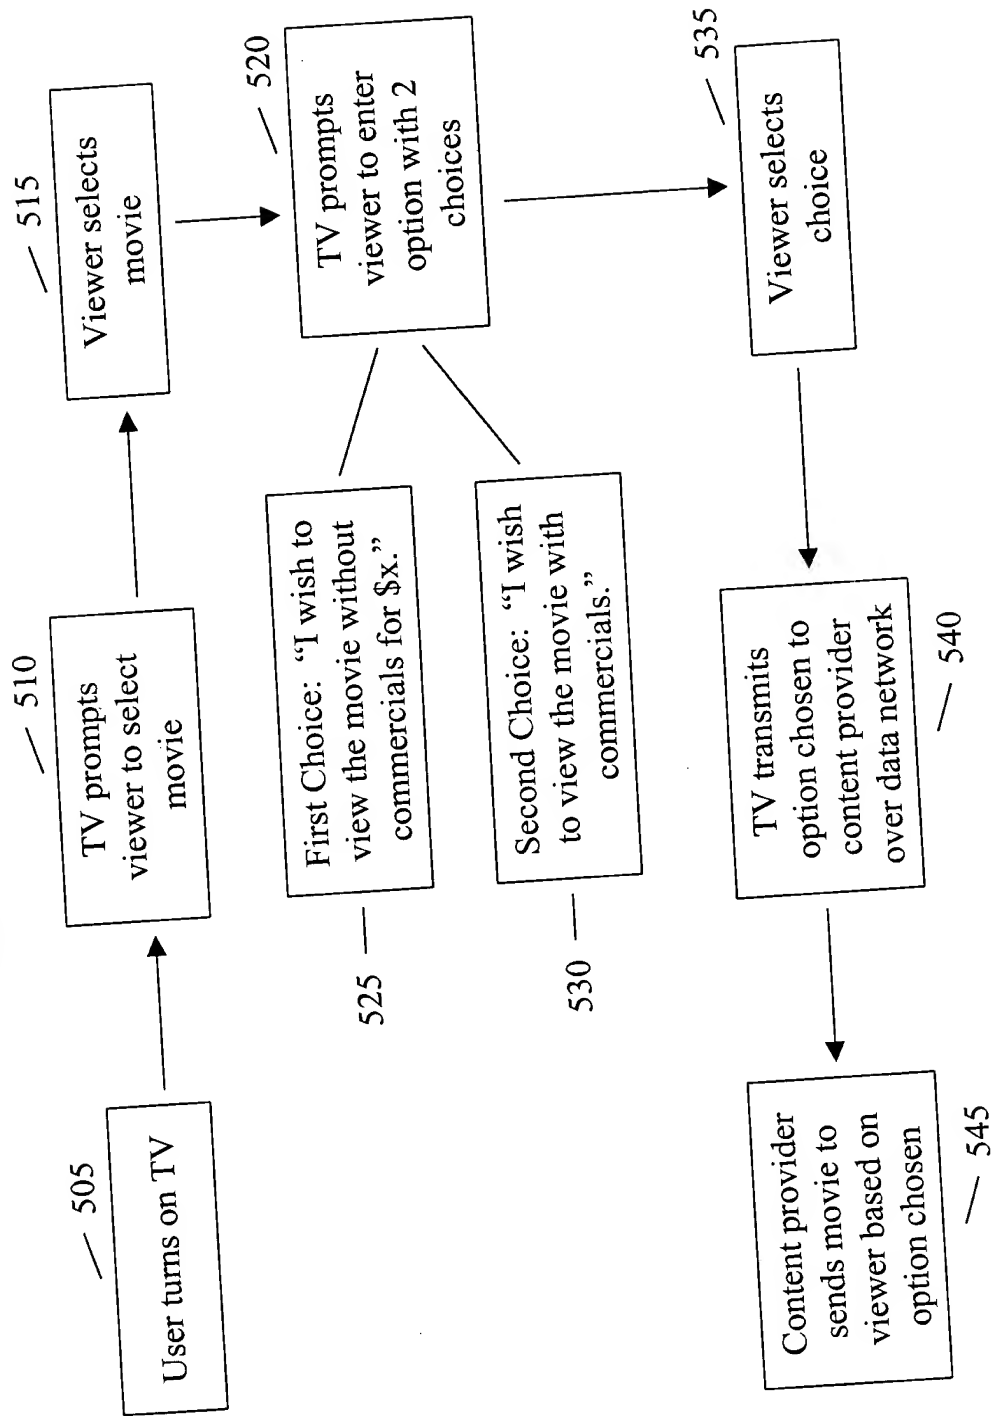 505
User turns on TV
510
TV prompts
viewer to select
movie
515
Viewer selects
movie
520
TV prompts
viewer to enter
option with 2
choices
525
First Choice: “I wish to
view the movie without
commercials for $x.”
530
Second Choice: “I wish
to view the movie with
commercials.”
535
Viewer selects
choice
540
TV transmits
option chosen to
content provider
over data network
545
Content provider
sends movie to
viewer based on
option chosen